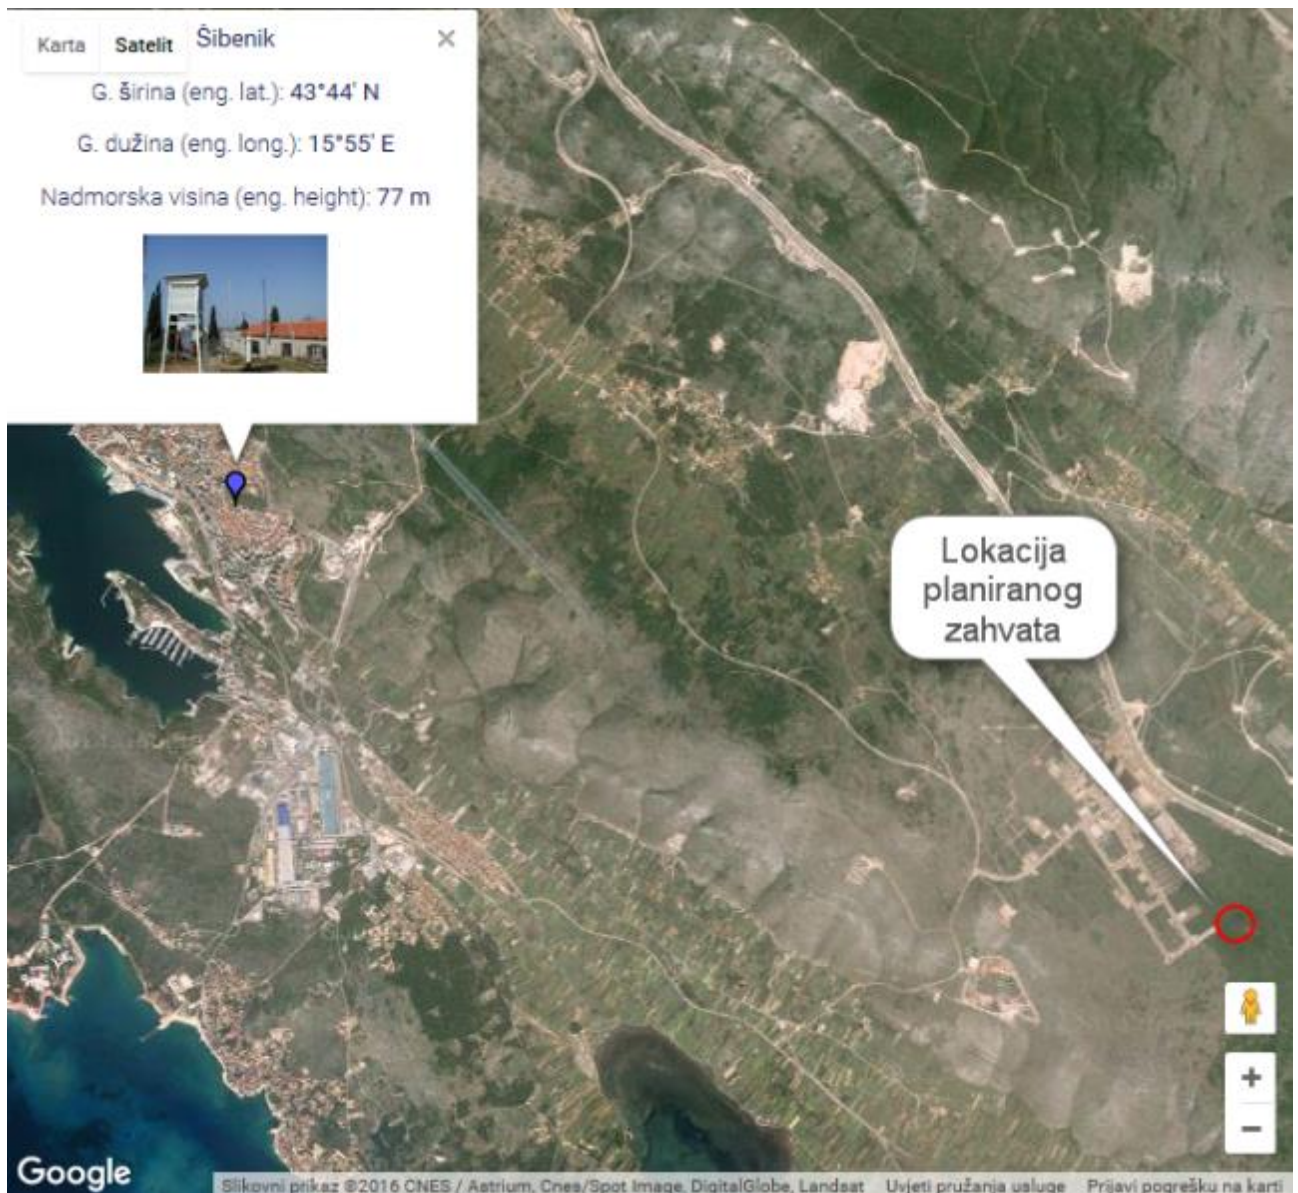 Karta Satelit Šibenik
G. širina (eng. lat.): 43°44' N
G. dužina (eng. long.): 15°55' E
Nadmorska visina (eng. height): 77 m
Lokacija
planiranog
zahvata
Google
Slikovni prikaz ©2016 CNES / Astrium, Cnes/Spot Image, DigitalGlobe, Landsat Uvjeti pružanja usluge Prijavi pogrešku na karti